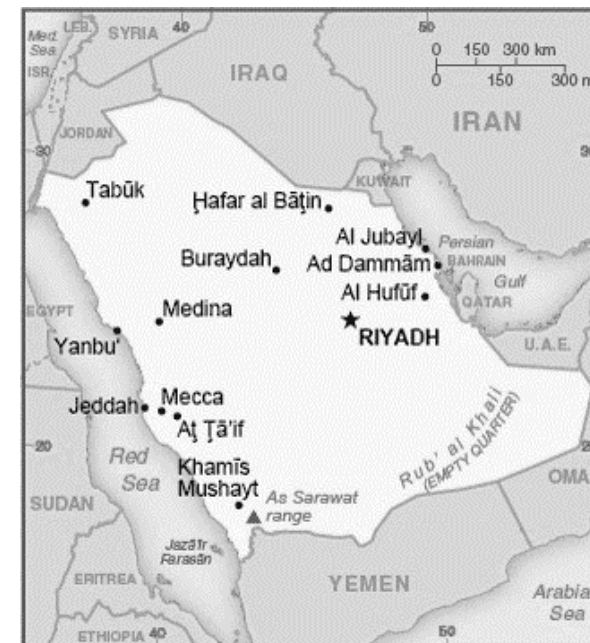 40
50
LEB.
SYRIA
Med.
Sea
0 150 300 km
0 150 300 m
ISR.
IRAQ
IRAN
JORDAN
30
KUWAIT
Tabūk
Ḩafar al Bāţin
Al Jubayl
Persian
Buraydah
Ad Dammām
BAHRAIN
Gulf
Al Hufūf
QATAR
EGYPT
Medina
RIYADH
U.A.E.
Yanbu'
Jeddah
Mecca
Aţ Ţā'if
20
Rub' al Khali
(EMPTY QUARTER)
Red
Sea
Khamīs
Mushayt
As Sarawat
range
OMA
SUDAN
Jazā'ir
Farasān
ERITREA
YEMEN
Arabia
Sea
ETHIOPIA
40
50